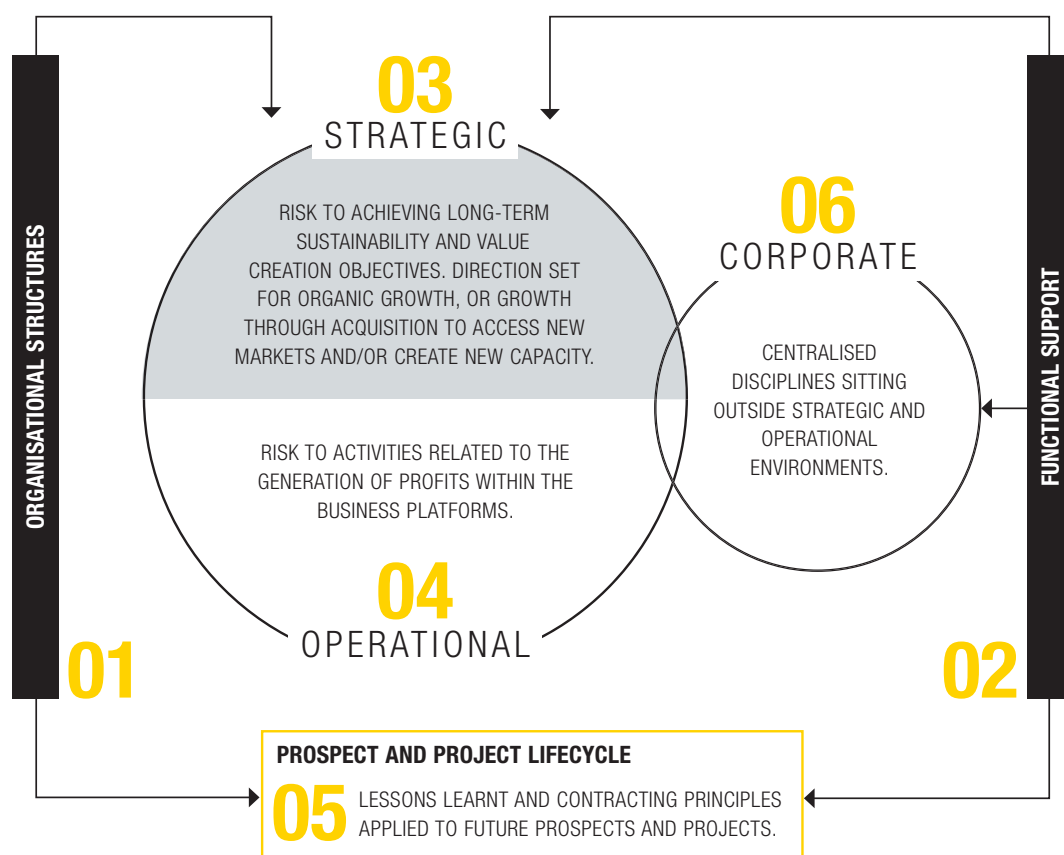 03
STRATEGIC
RISK TO ACHIEVING LONG-TERM
SUSTAINABILITY AND VALUE
CREATION OBJECTIVES. DIRECTION SET
FOR ORGANIC GROWTH, OR GROWTH
THROUGH ACQUISITION TO ACCESS NEW
MARKETS AND/OR CREATE NEW CAPACITY.
RISK TO ACTIVITIES RELATED TO THE
GENERATION OF PROFITS WITHIN THE
BUSINESS PLATFORMS.
04
OPERATIONAL
06
CORPORATE
CENTRALISED
DISCIPLINES SITTING
OUTSIDE STRATEGIC AND
OPERATIONAL
ENVIRONMENTS.
ORGANISATIONAL STRUCTURES
01
FUNCTIONAL SUPPORT
02
PROSPECT AND PROJECT LIFECYCLE
05
LESSONS LEARNT AND CONTRACTING PRINCIPLES
APPLIED TO FUTURE PROSPECTS AND PROJECTS.